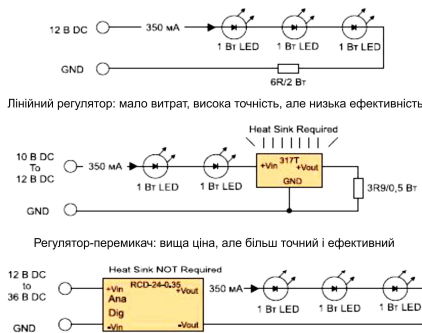 12 В DC
350 мА
1 Вт LED 1 Вт LED 1 Вт LED
GND
6R/2 Вт
Лінійний регулятор: мало витрат, висока точність, але низька ефективність
Heat Sink Required
10 В DC
To
12 В DC
350 мА
317T
+Vin +Vout
GND
1 Вт LED 1 Вт LED
3R9/0,5 Вт
GND
Регулятор-перемикач: вища ціна, але більш точний і ефективний
Heat Sink NOT Required
12 В DC
to
36 В DC
RCD-24-0.35
+Vin +Vout
350 мА
Ana
Dig
1 Вт LED 1 Вт LED 1 Вт LED
GND
-Vin -Vout